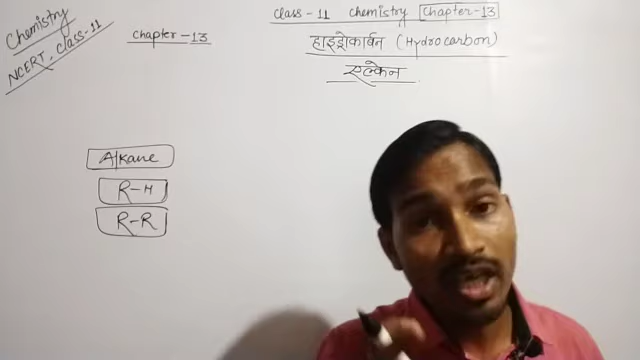 Chemistry
NCERT, Class-11
Chapter-13
Class-11 Chemistry Chapter-13
हाइड्रोकार्बन (Hydrocarbon)
एल्केन
Alkane
R-H
R-R